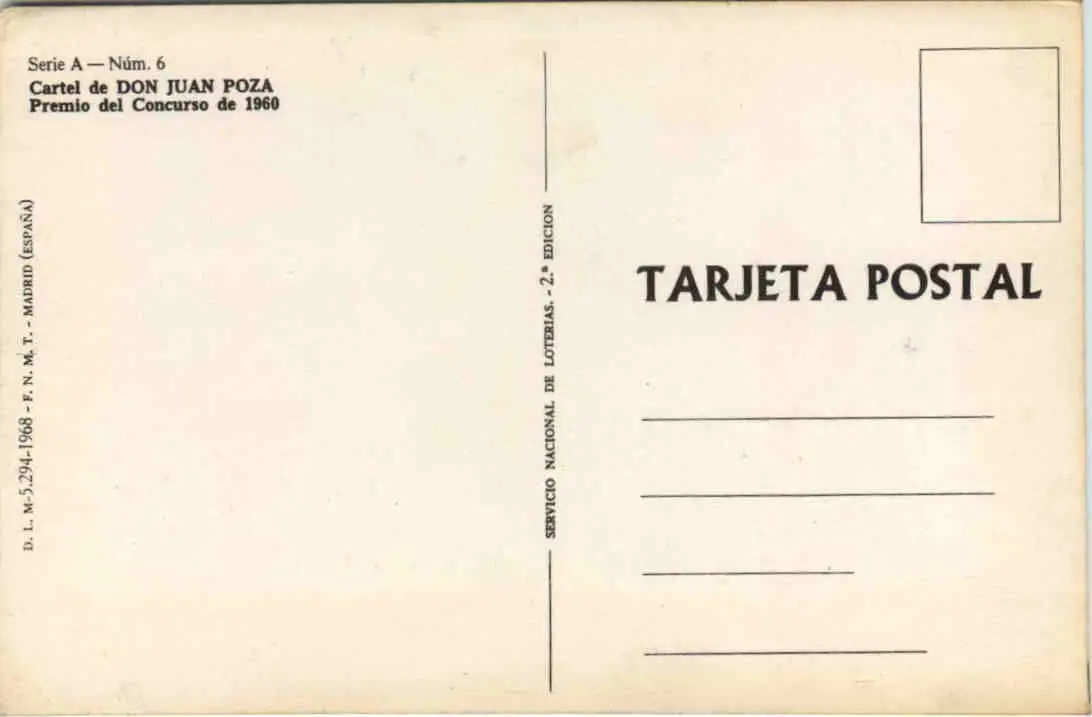 Serie A — Núm. 6
Cartel de DON JUAN POZA
Premio del Concurso de 1960
D. L. M-5.294-1968 - F. N. M. T. - MADRID (ESPAÑA)
SERVICIO NACIONAL DE LOTERIAS. - 2.ª EDICION
TARJETA POSTAL